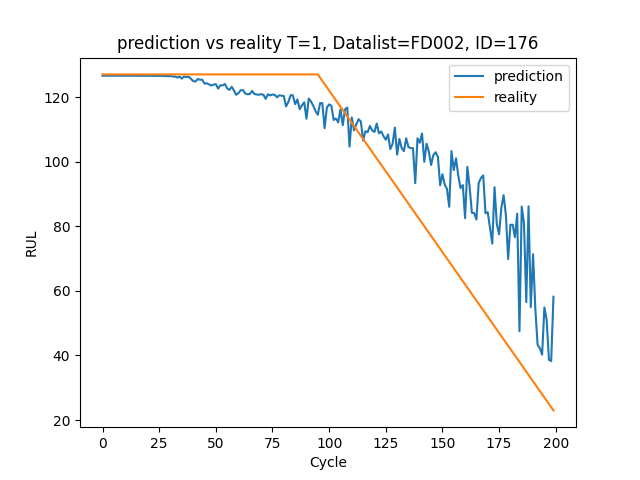 prediction vs reality T=1, Datalist=FD002, ID=176
prediction
reality
RUL
120
100
80
60
40
20
0 25 50 75 100 125 150 175 200
Cycle